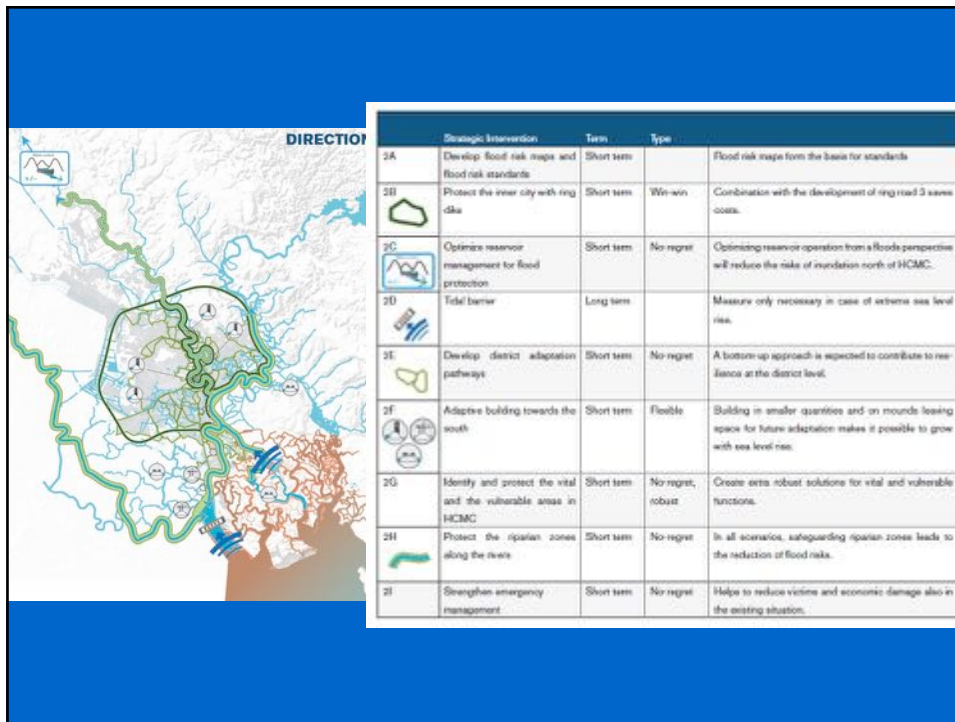 DIRECTION
Strategic Intervention Term Type
2A Develop flood risk maps and Short term Flood risk maps form the basis for standards
flood risk standards
2B Protect the inner city with ring Short term Win-win Combination with the development of ring road 3 saves
dike costs.
2C Optimize reservoir Short term No regret Optimizing reservoir operation from a floods perspective
management for flood will reduce the risks of inundation north of HCMC.
protection
2D Tidal barrier Long term Measure only necessary in case of extreme sea level
rise.
2E Develop district adaptation Short term No regret A bottom-up approach is expected to contribute to res-
pathways ilience at the district level.
2F Adaptive building towards the Short term Flexible Building in smaller quantities and on mounds leaving
south space for future adaptation makes it possible to grow
with sea level rise.
2G Identify and protect the vital Short term No regret, Create extra robust solutions for vital and vulnerable
and the vulnerable areas in robust functions.
HCMC
2H Protect the riparian zones Short term No regret In all scenarios, safeguarding riparian zones leads to
along the rivers the reduction of flood risks.
2I Strengthen emergency Short term No regret Helps to reduce victims and economic damage also in
management the existing situation.